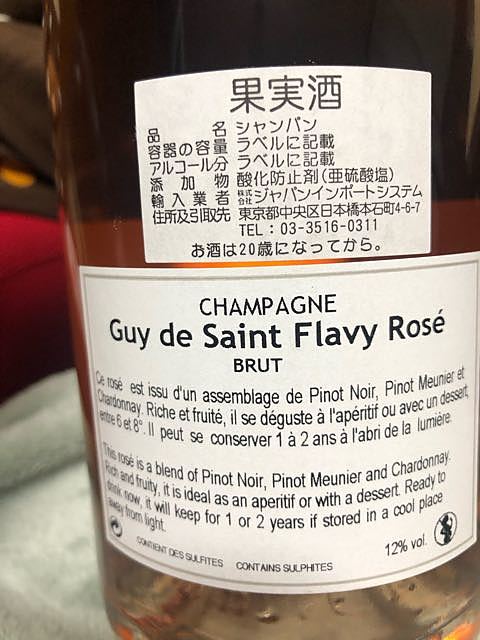 果実酒
品 名 シャンパン
容器の容量 ラベルに記載
アルコール分 ラベルに記載
添 加 物 酸化防止剤(亜硫酸塩)
輸 入 業 者 株式会社ジャパンインポートシステム
住所及引取先 東京都中央区日本橋本石町4-6-7
TEL:03-3516-0311
お酒は20歳になってから。
CHAMPAGNE
Guy de Saint Flavy Rosé
BRUT
Ce rosé est issu d'un assemblage de Pinot Noir, Pinot Meunier et
Chardonnay. Riche et fruité, il se déguste à l'apéritif ou avec un dessert,
entre 6 et 8°. Il peut se conserver 1 à 2 ans à l'abri de la lumière.
This rosé is a blend of Pinot Noir, Pinot Meunier and Chardonnay.
Rich and fruity, it is ideal as an aperitif or with a dessert. Ready to
drink now, it will keep for 1 or 2 years if stored in a cool place
away from light.
CONTIENT DES SULFITES CONTAINS SULPHITES
12% vol.